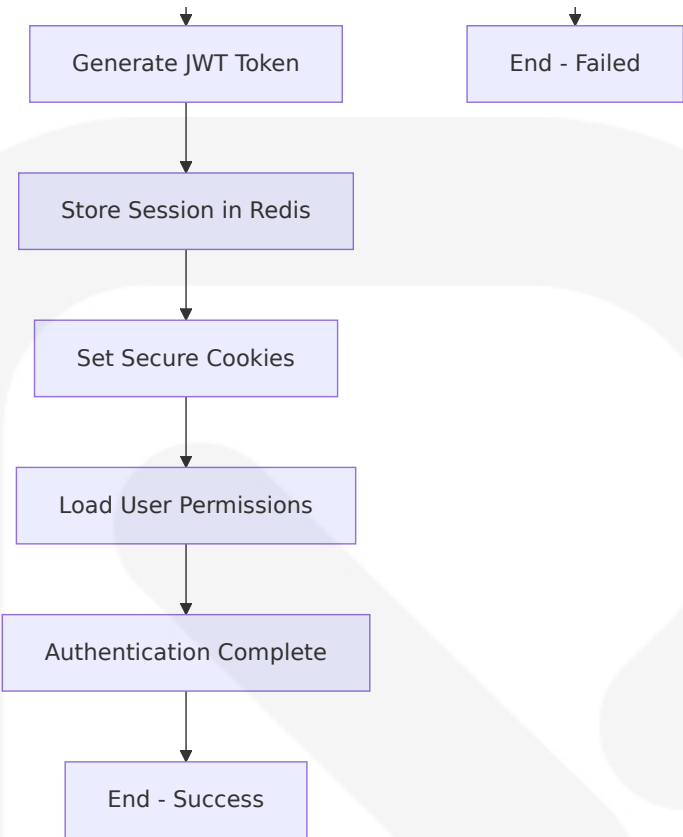 Generate JWT Token
End - Failed
Store Session in Redis
Set Secure Cookies
Load User Permissions
Authentication Complete
End - Success